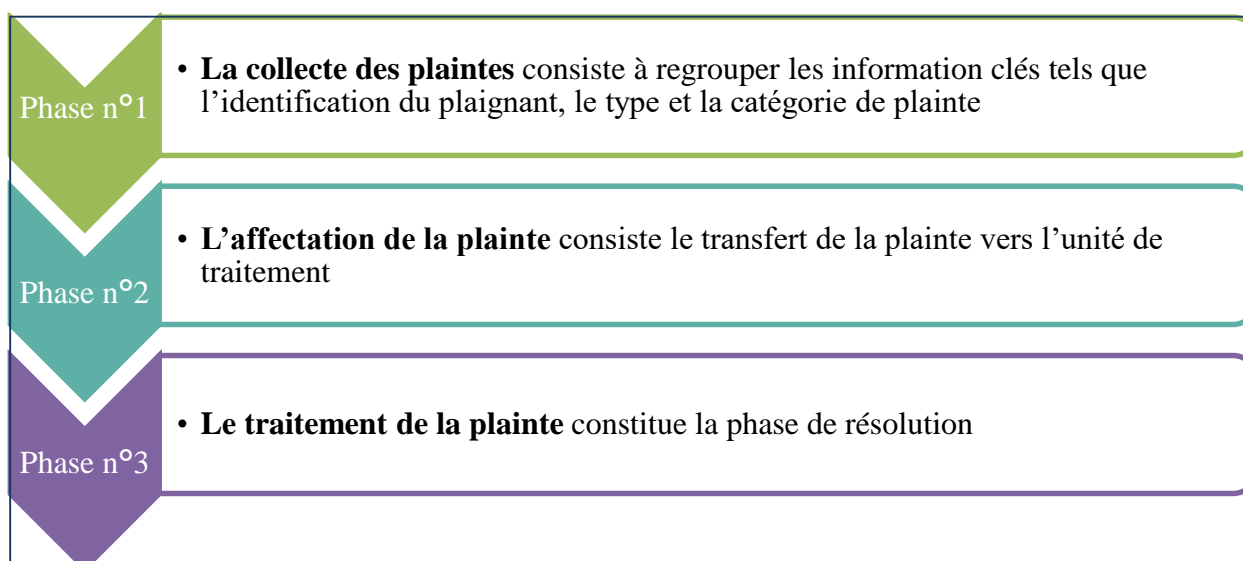 Phase n°1
• La collecte des plaintes consiste à regrouper les information clés tels que
l'identification du plaignant, le type et la catégorie de plainte
Phase n°2
• L'affectation de la plainte consiste le transfert de la plainte vers l'unité de
traitement
Phase n°3
• Le traitement de la plainte constitue la phase de résolution